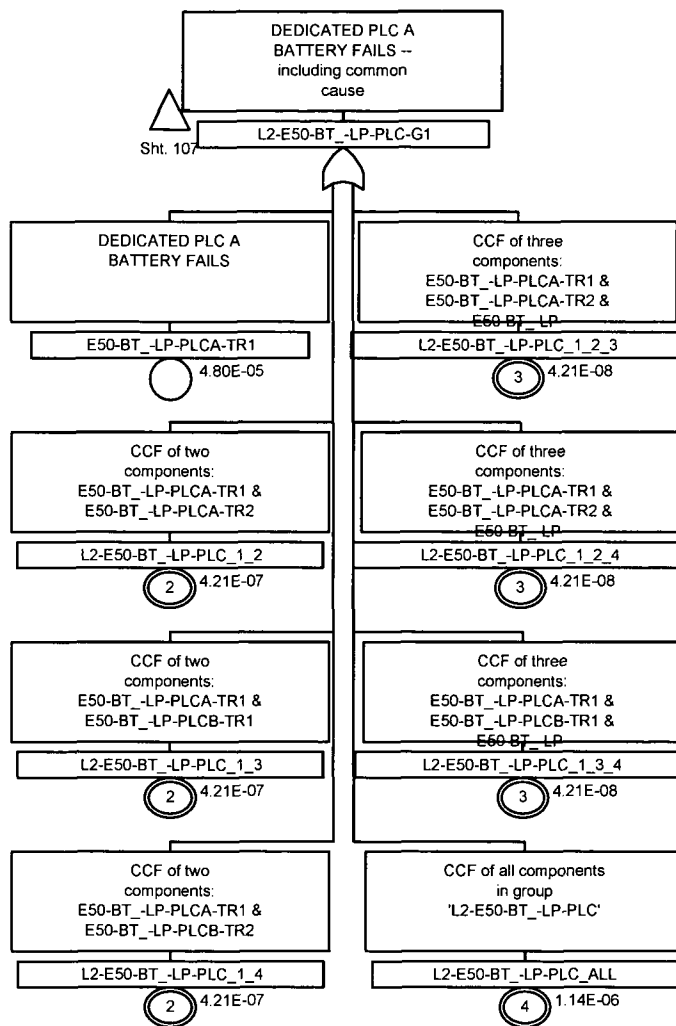 DEDICATED PLC A
BATTERY FAILS --
including common
cause
Sht. 107
L2-E50-BT_-LP-PLC-G1
DEDICATED PLC A
BATTERY FAILS
E50-BT_-LP-PLCA-TR1
4.80E-05
CCF of three
components:
E50-BT_-LP-PLCA-TR1 &
E50-BT_-LP-PLCA-TR2 &
E50-BT_-LP
L2-E50-BT_-LP-PLC_1_2_3
3
4.21E-08
CCF of two
components:
E50-BT_-LP-PLCA-TR1 &
E50-BT_-LP-PLCA-TR2
L2-E50-BT_-LP-PLC_1_2
2
4.21E-07
CCF of three
components:
E50-BT_-LP-PLCA-TR1 &
E50-BT_-LP-PLCA-TR2 &
E50-BT_-LP
L2-E50-BT_-LP-PLC_1_2_4
3
4.21E-08
CCF of two
components:
E50-BT_-LP-PLCA-TR1 &
E50-BT_-LP-PLCB-TR1
L2-E50-BT_-LP-PLC_1_3
2
4.21E-07
CCF of three
components:
E50-BT_-LP-PLCA-TR1 &
E50-BT_-LP-PLCB-TR1 &
E50-BT_-LP
L2-E50-BT_-LP-PLC_1_3_4
3
4.21E-08
CCF of two
components:
E50-BT_-LP-PLCA-TR1 &
E50-BT_-LP-PLCB-TR2
L2-E50-BT_-LP-PLC_1_4
2
4.21E-07
CCF of all components
in group
'L2-E50-BT_-LP-PLC'
L2-E50-BT_-LP-PLC_ALL
4
1.14E-06